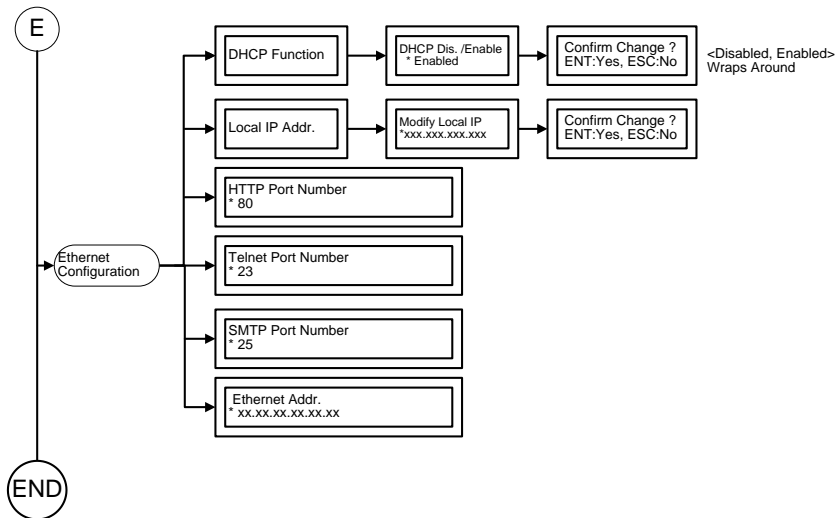 E
DHCP Function
DHCP Dis. /Enable
* Enabled
Confirm Change ?
ENT:Yes, ESC:No
<Disabled, Enabled>
Wraps Around
Local IP Addr.
Modify Local IP
*xxx.xxx.xxx.xxx
Confirm Change ?
ENT:Yes, ESC:No
HTTP Port Number
* 80
Ethernet
Configuration
Telnet Port Number
* 23
SMTP Port Number
* 25
Ethernet Addr.
* xx.xx.xx.xx.xx.xx
END